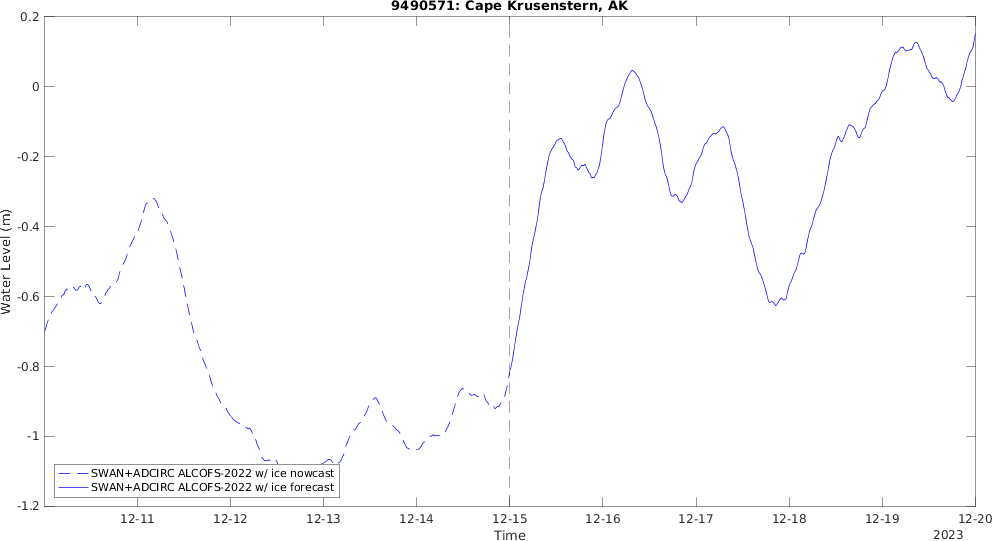 9490571: Cape Krusenstern, AK
0.2
0
-0.2
-0.4
-0.6
-0.8
-1
-1.2
Water Level (m)
SWAN+ADCIRC ALCOFS-2022 w/ ice nowcast
SWAN+ADCIRC ALCOFS-2022 w/ ice forecast
12-11 12-12 12-13 12-14 12-15 12-16 12-17 12-18 12-19 12-20
Time
2023